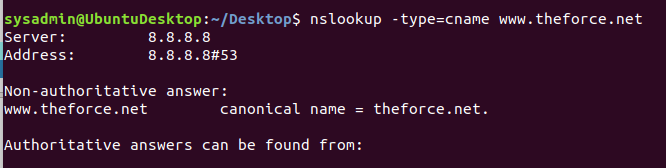 sysadmin@UbuntuDesktop:~/Desktop$ nslookup -type=cname www.theforce.net
Server:         8.8.8.8
Address:        8.8.8.8#53

Non-authoritative answer:
www.theforce.net        canonical name = theforce.net.

Authoritative answers can be found from: